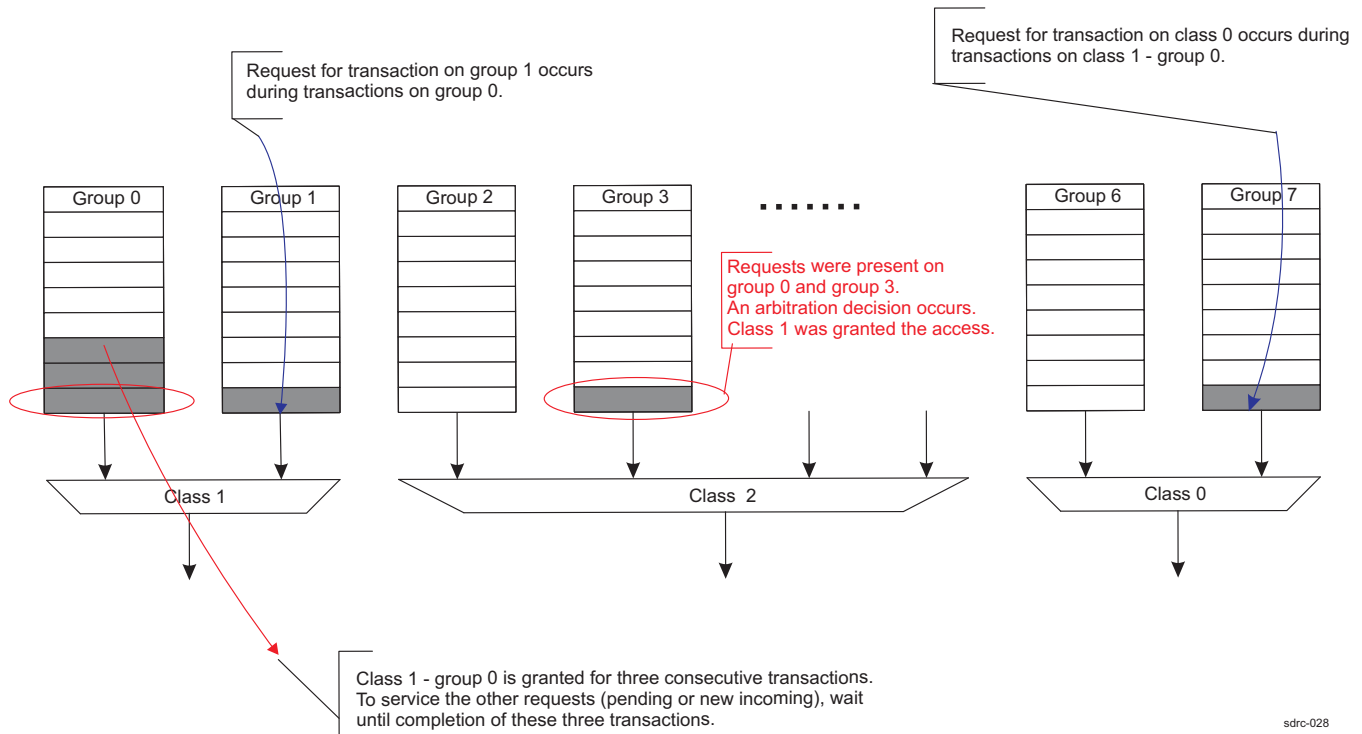 Request for transaction on class 0 occurs during
transactions on class 1 - group 0.
Request for transaction on group 1 occurs
during transactions on group 0.
Group 0
Group 1
Group 2
Group 3
Group 6
Group 7
Requests were present on
group 0 and group 3.
An arbitration decision occurs.
Class 1 was granted the access.
Class 1
Class 2
Class 0
Class 1 - group 0 is granted for three consecutive transactions.
To service the other requests (pending or new incoming), wait
until completion of these three transactions.
sdrc-028